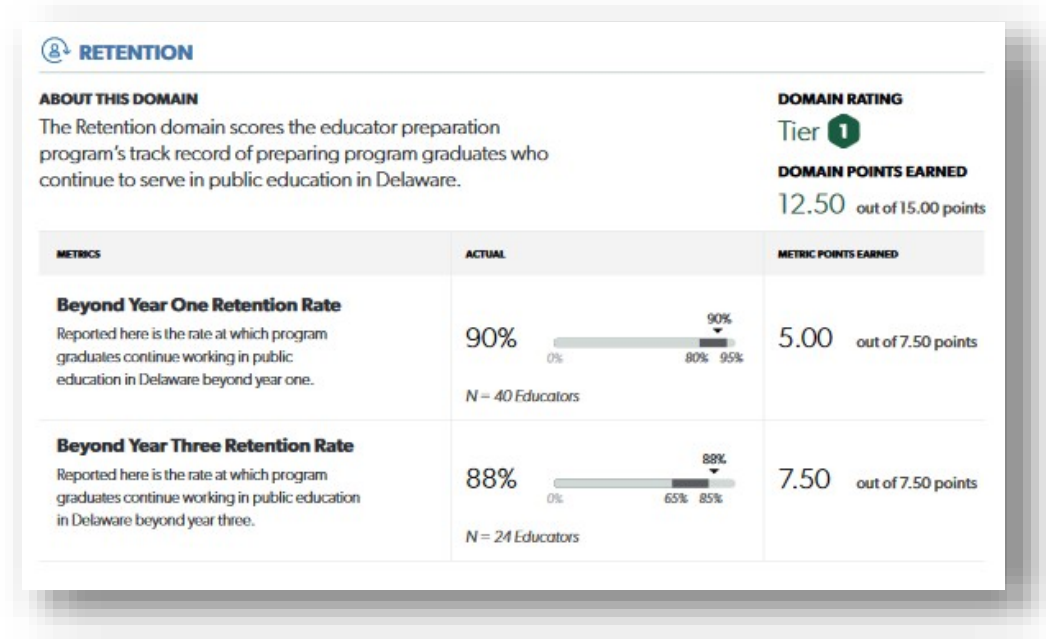 RETENTION
ABOUT THIS DOMAIN
The Retention domain scores the educator preparation
program's track record of preparing program graduates who
continue to serve in public education in Delaware.
DOMAIN RATING
Tier 1
DOMAIN POINTS EARNED
12.50 out of 15.00 points
METRICS
ACTUAL
METRIC POINTS EARNED
Beyond Year One Retention Rate
Reported here is the rate at which program
graduates continue working in public
education in Delaware beyond year one.
90%
90%
0% 80% 95%
N = 40 Educators
5.00 out of 7.50 points
Beyond Year Three Retention Rate
Reported here is the rate at which program
graduates continue working in public education
in Delaware beyond year three.
88%
88%
0% 65% 85%
N = 24 Educators
7.50 out of 7.50 points